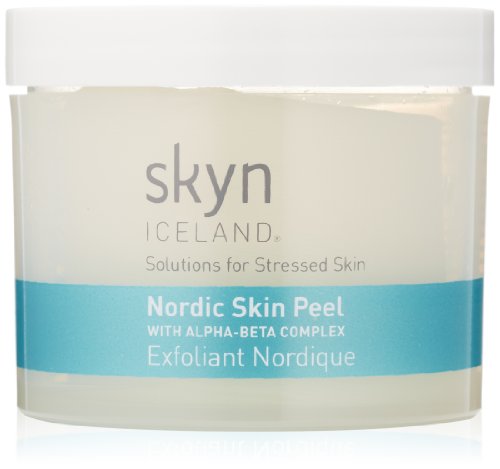 skyn
ICELAND®
Solutions for Stressed Skin
Nordic Skin Peel
WITH ALPHA-BETA COMPLEX
Exfoliant Nordique